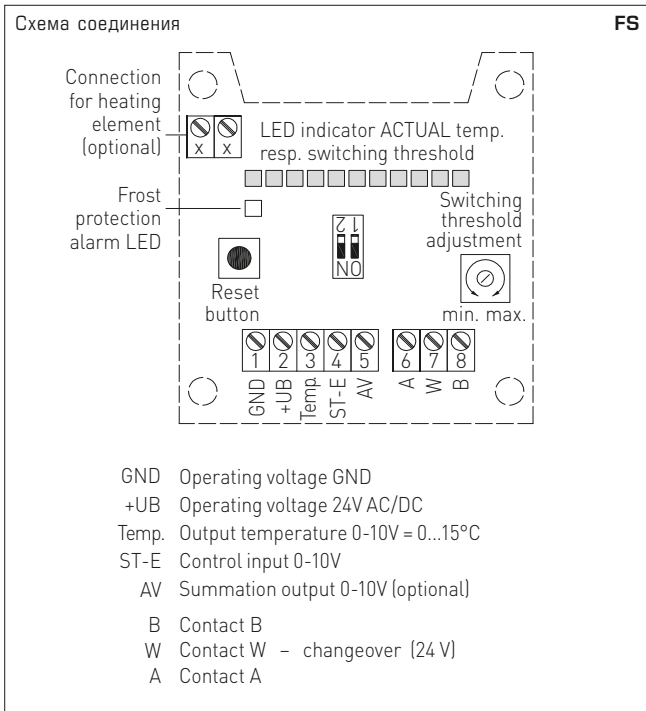 Схема соединения FS
Connection
for heating
element
(optional)
x x
LED indicator ACTUAL temp.
resp. switching threshold
Frost
protection
alarm LED
Switching
threshold
adjustment
1 2
ON
Reset
button
min. max.
1 2 3 4 5 6 7 8
GND +UB Temp. ST-E AV A W B
GND Operating voltage GND
+UB Operating voltage 24V AC/DC
Temp. Output temperature 0-10V = 0...15°C
ST-E Control input 0-10V
AV Summation output 0-10V (optional)
B Contact B
W Contact W – changeover (24 V)
A Contact A